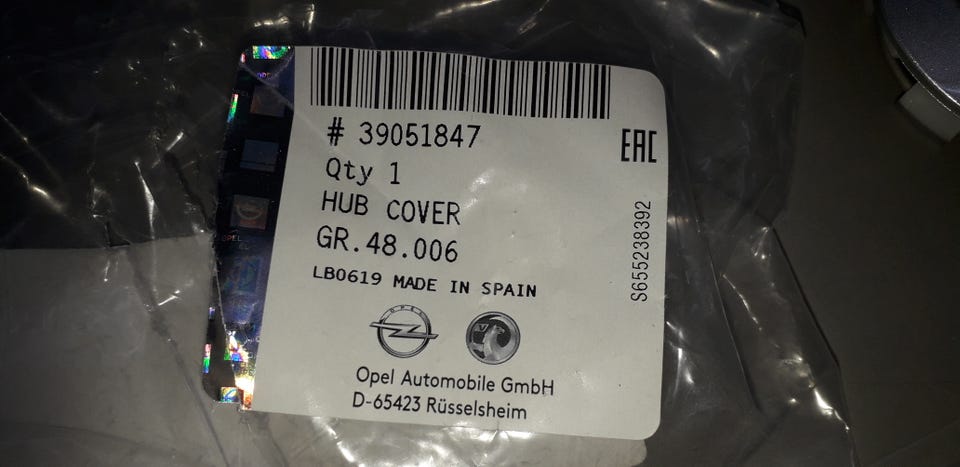 # 39051847
EAC
Qty 1
HUB COVER
GR.48.006
LB0619 MADE IN SPAIN
S655238392
OPEL
Opel Automobile GmbH
D-65423 Rüsselsheim